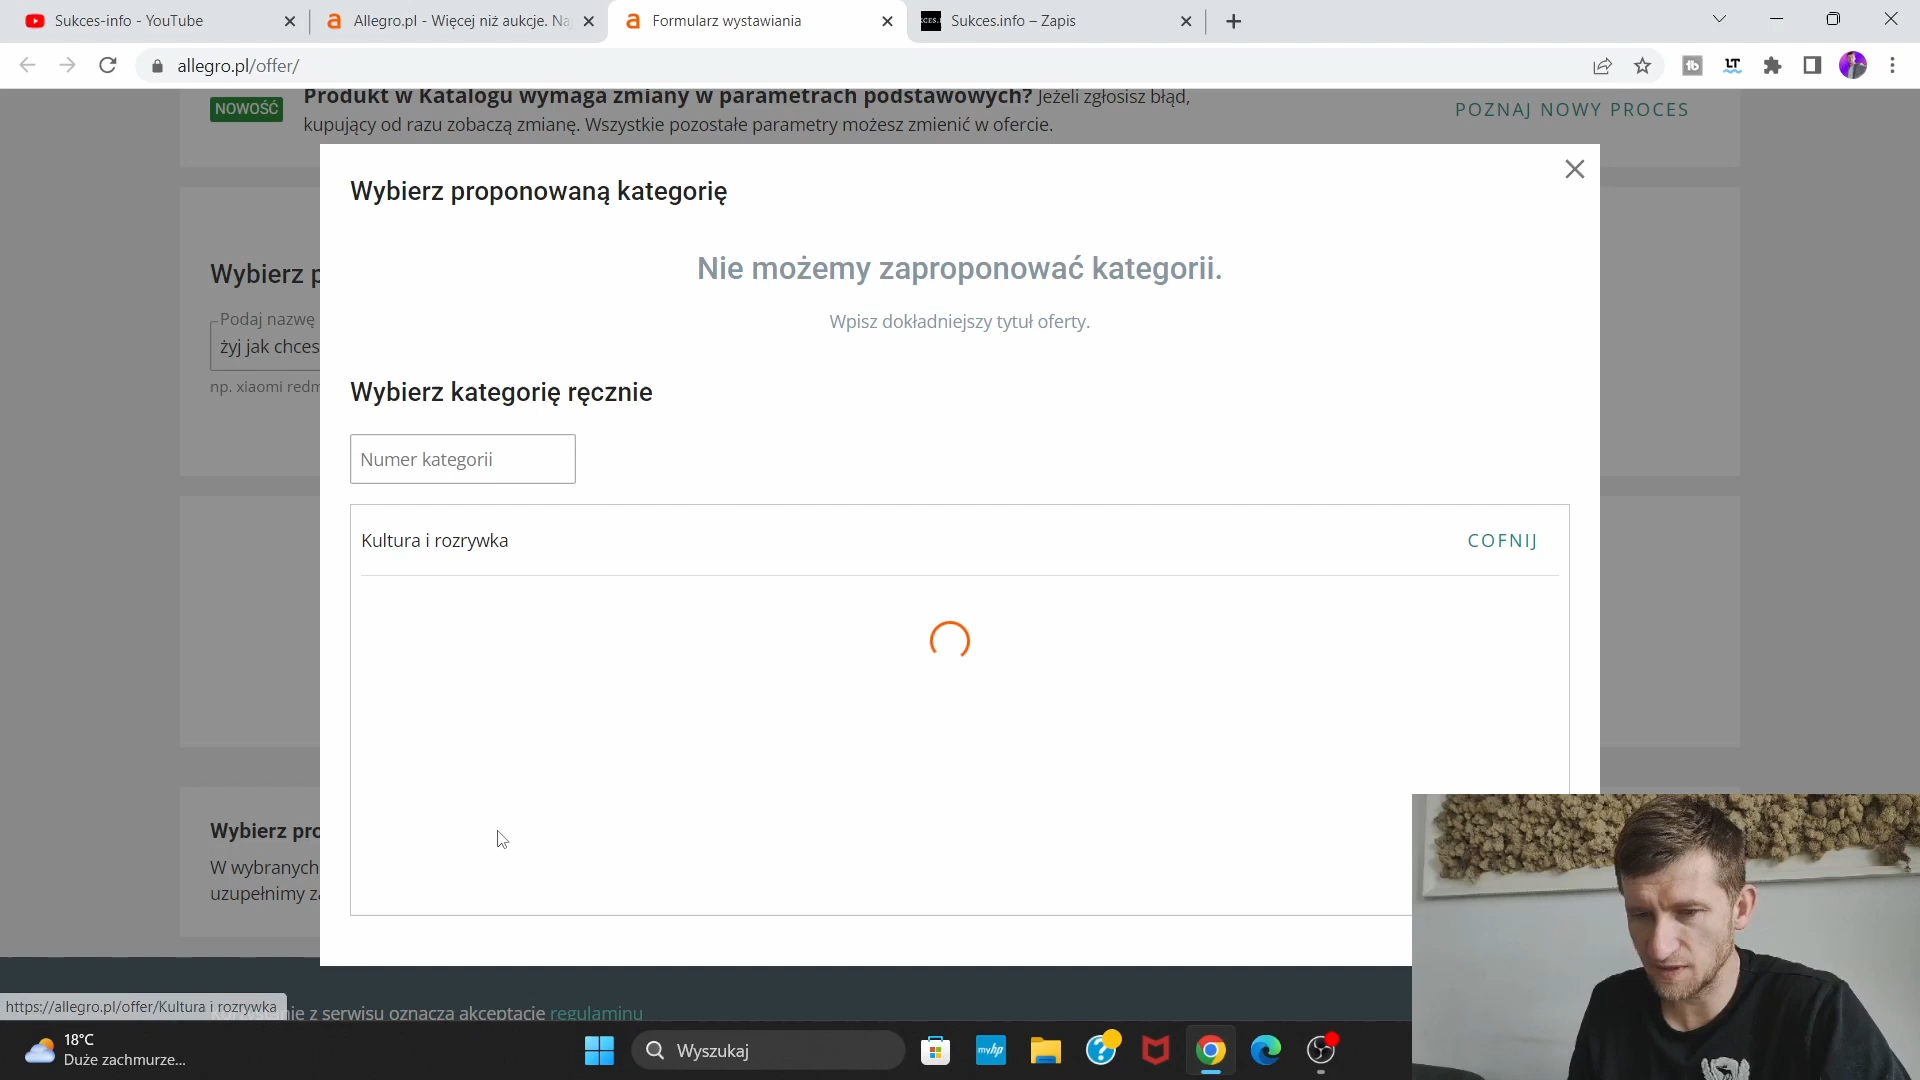 Sukces-info - YouTube
Allegro.pl - Więcej niż aukcje. Na
Formularz wystawiania
Sukces.info – Zapis
allegro.pl/offer/
NOWOŚĆ
Produkt w Katalogu wymaga zmiany w parametrach podstawowych? Jeżeli zgłosisz błąd,
kupujący od razu zobaczą zmianę. Wszystkie pozostałe parametry możesz zmienić w ofercie.
POZNAJ NOWY PROCES
Wybierz proponowaną kategorię
Nie możemy zaproponować kategorii.
Wpisz dokładniejszy tytuł oferty.
Wybierz p
Podaj nazwę
żyj jak chces
np. xiaomi redm
Wybierz kategorię ręcznie
Numer kategorii
Kultura i rozrywka
COFNIJ
Wybierz pro
W wybranych
uzupełnimy za
https://allegro.pl/offer/Kultura i rozrywka
nie z serwisu oznacza akceptację regulaminu
18°C
Duże zachmurze...
Wyszukaj
myhp